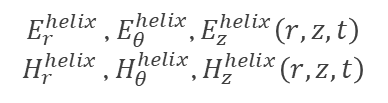 E_r^{helix}, E_θ^{helix}, E_z^{helix}(r, z, t)
H_r^{helix}, H_θ^{helix}, H_z^{helix}(r, z, t)